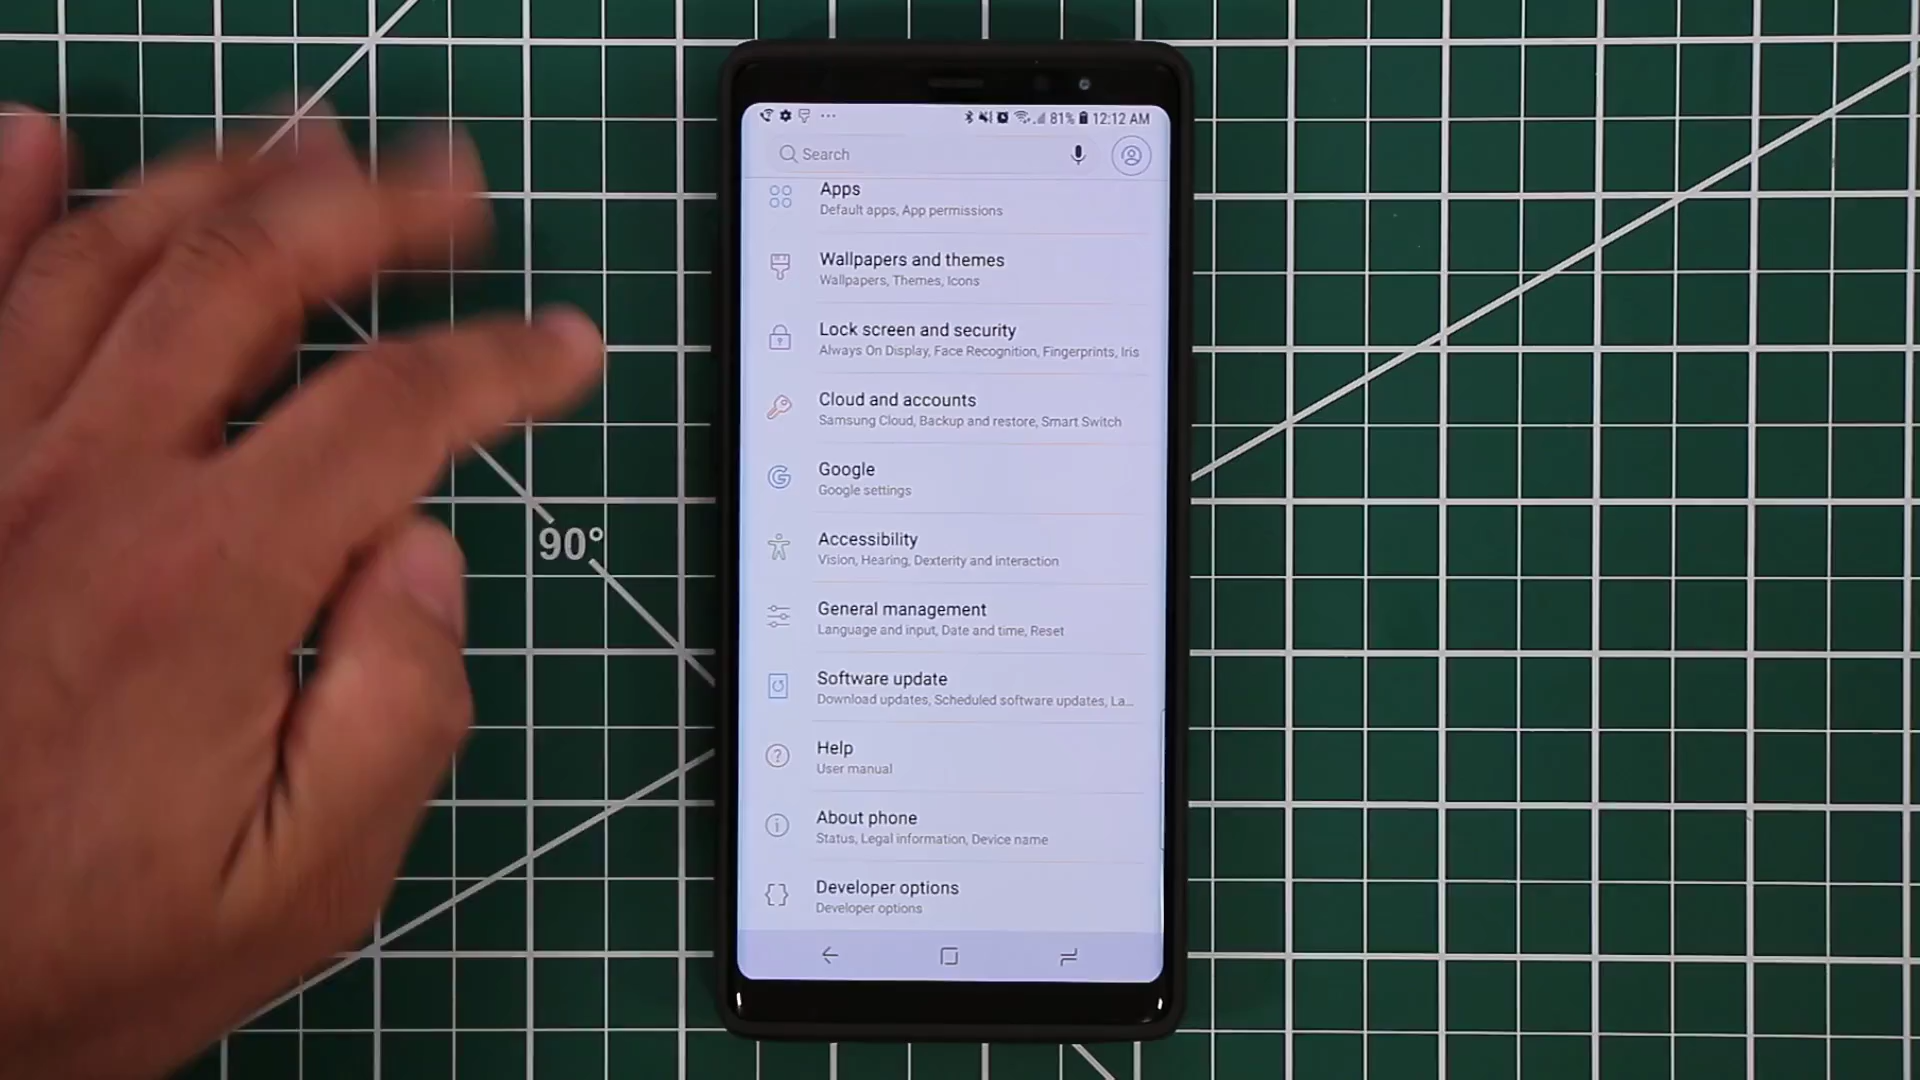 81% 12:12 AM
Search
Apps
Default apps, App permissions
Wallpapers and themes
Wallpapers, Themes, Icons
Lock screen and security
Always On Display, Face Recognition, Fingerprints, Iris
Cloud and accounts
Samsung Cloud, Backup and restore, Smart Switch
Google
Google settings
Accessibility
Vision, Hearing, Dexterity and interaction
General management
Language and input, Date and time, Reset
Software update
Download updates, Scheduled software updates, La...
Help
User manual
About phone
Status, Legal information, Device name
Developer options
Developer options
90°